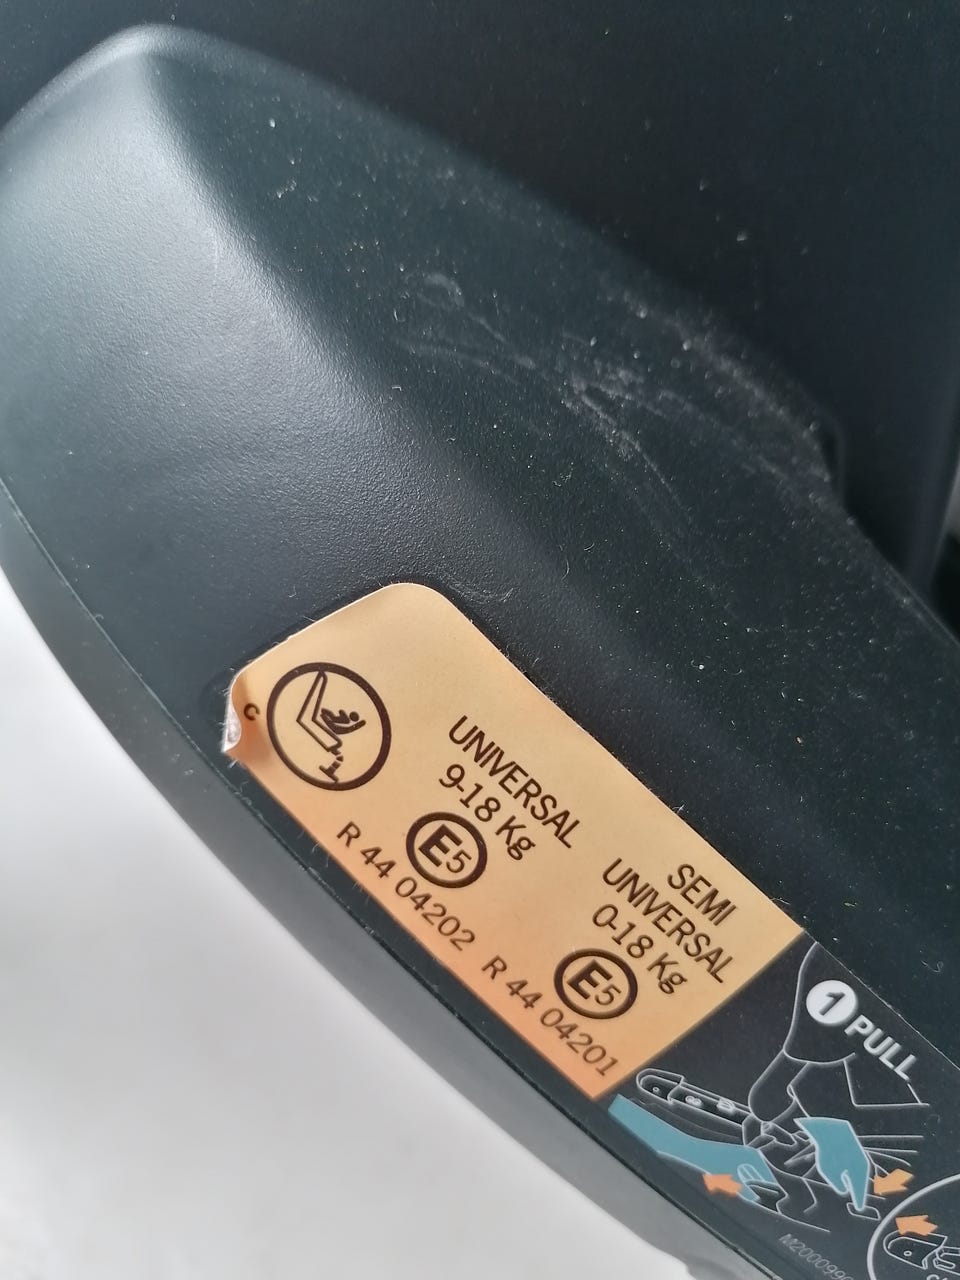 C
UNIVERSAL
9-18 Kg
E5
R 44 04202
SEMI
UNIVERSAL
0-18 Kg
E5
R 44 04201
1 PULL